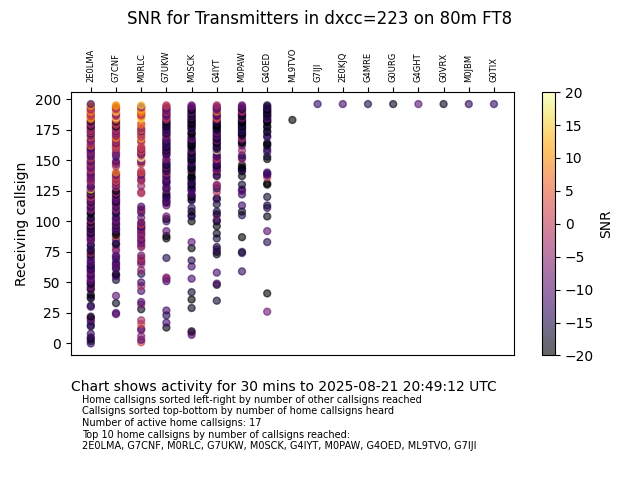 SNR for Transmitters in dxcc=223 on 80m FT8
2E0LMA G7CNF M0RLC G7UKW M0SCK G4IYT M0PAW G4OED ML9TVO G7IJI 2E0KJQ G4MRE G0URG G4GHT G0VRX M0JBM G0TIX
200
175
150
125
100
75
50
25
0
Receiving callsign
20
15
10
5
0
−5
−10
−15
−20
SNR
Chart shows activity for 30 mins to 2025-08-21 20:49:12 UTC
Home callsigns sorted left-right by number of other callsigns reached
Callsigns sorted top-bottom by number of home callsigns heard
Number of active home callsigns: 17
Top 10 home callsigns by number of callsigns reached:
2E0LMA, G7CNF, M0RLC, G7UKW, M0SCK, G4IYT, M0PAW, G4OED, ML9TVO, G7IJI